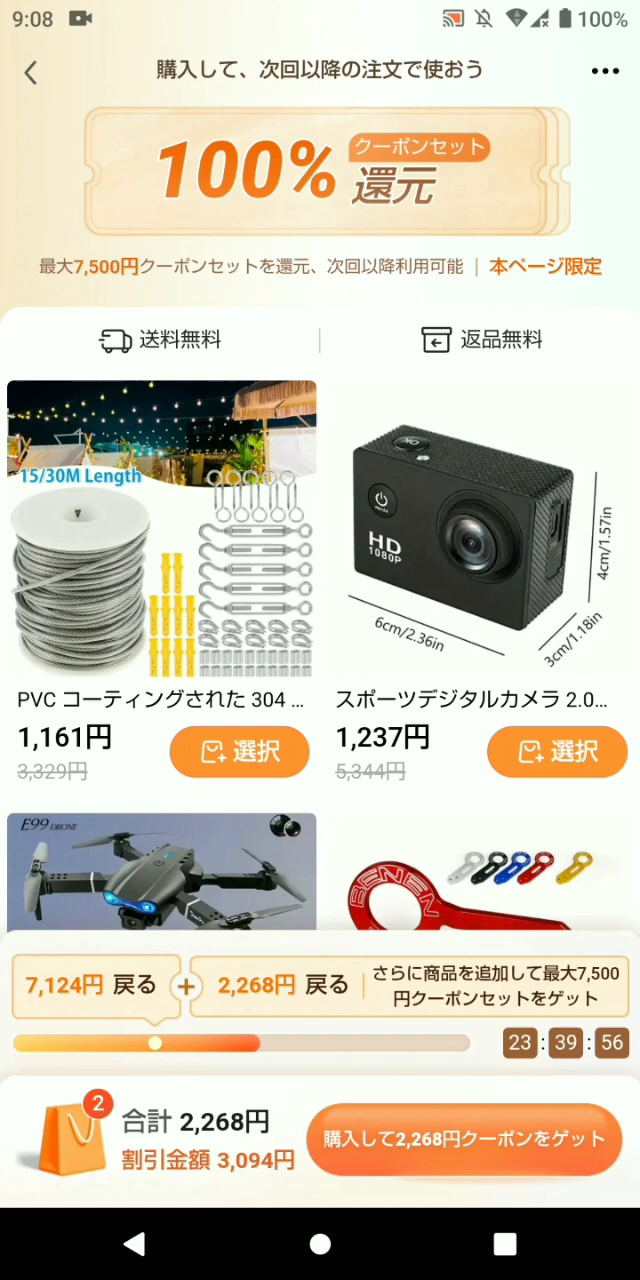 9:08
100%
購入して、次回以降の注文で使おう
100%
クーポンセット
還元
最大7,500円クーポンセットを還元、次回以降利用可能 | 本ページ限定
送料無料
返品無料
15/30M Length
HD
1080P
6cm/2.36in
3cm/1.18in
4cm/1.57in
PVC コーティングされた 304 ...
スポーツデジタルカメラ 2.0...
1,161円
選択
3,329円
1,237円
選択
5,344円
E99 DRONE
BENEN
7,124円 戻る + 2,268円 戻る
さらに商品を追加して最大7,500
円クーポンセットをゲット
23:39:56
2
合計 2,268円
割引金額 3,094円
購入して2,268円クーポンをゲット